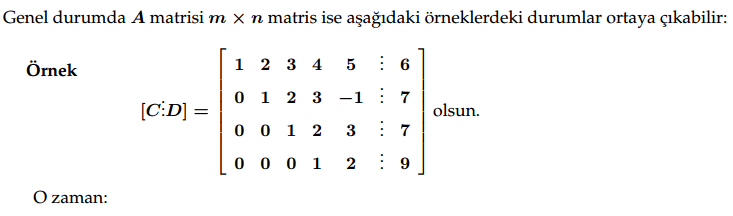 Genel durumda A matrisi m × n matris ise aşağıdaki örneklerdeki durumlar ortaya çıkabilir:
Örnek
[C⋮D] =
1 2 3 4 5 ⋮ 6
0 1 2 3 −1 ⋮ 7
0 0 1 2 3 ⋮ 7
0 0 0 1 2 ⋮ 9
olsun.
O zaman: